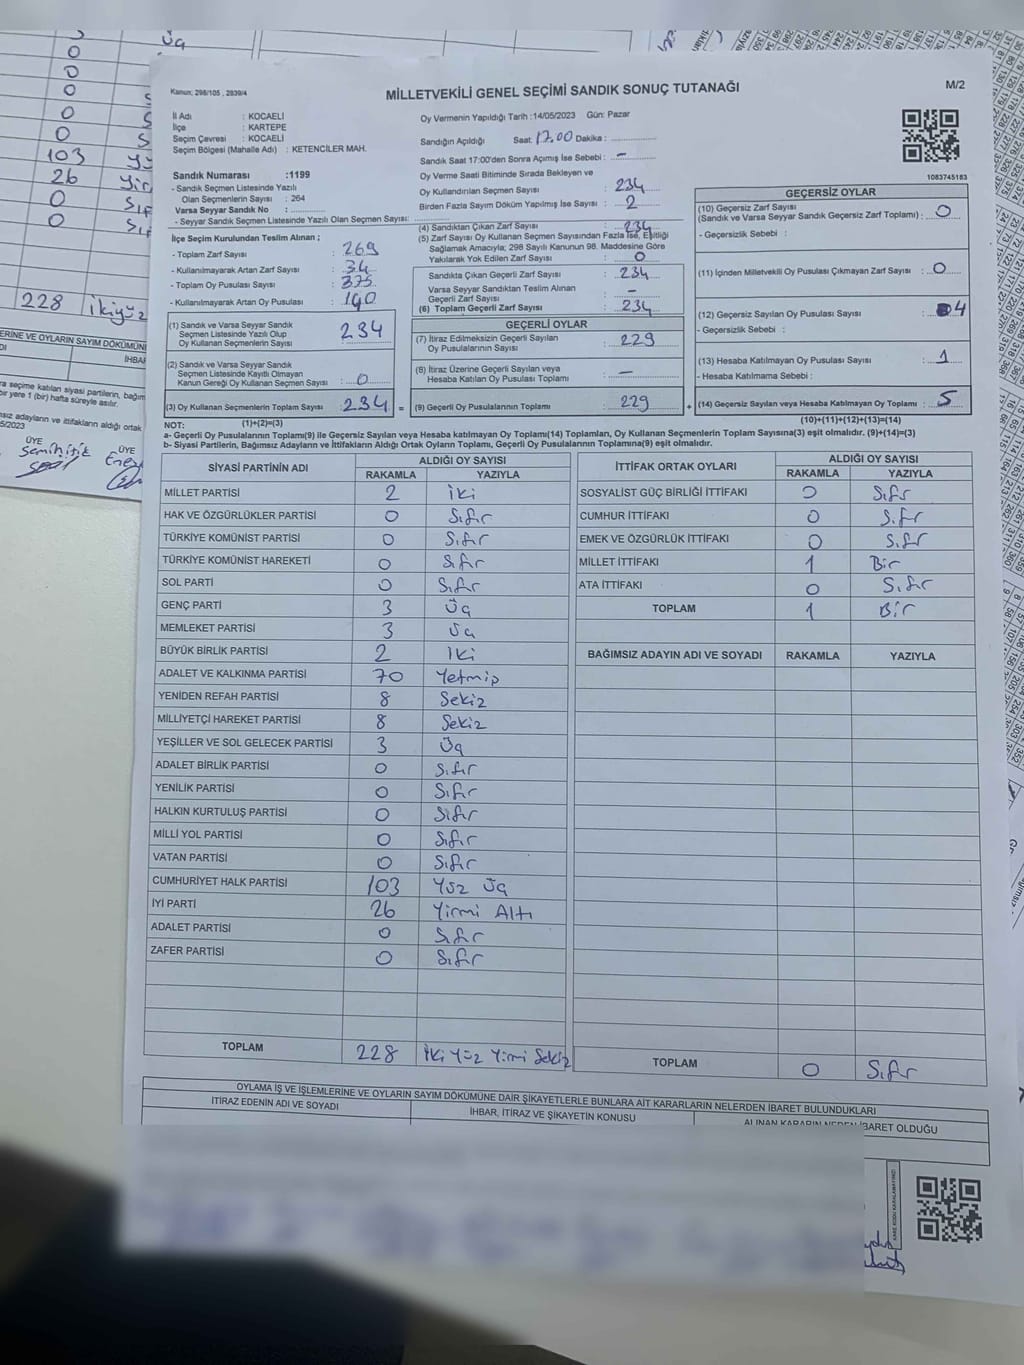 Kanun; 298/105 , 2839/4
MİLLETVEKİLİ GENEL SEÇİMİ SANDIK SONUÇ TUTANAĞI
M/2
İl Adı : KOCAELİ
İlçe : KARTEPE
Seçim Çevresi : KOCAELİ
Seçim Bölgesi (Mahalle Adı) : KETENCİLER MAH.
Sandık Numarası :1199
- Sandık Seçmen Listesinde Yazılı
Olan Seçmenlerin Sayısı : 264
Varsa Seyyar Sandık No :
- Seyyar Sandık Seçmen Listesinde Yazılı Olan Seçmen Sayısı:
İlçe Seçim Kurulundan Teslim Alınan ;
- Toplam Zarf Sayısı : 269
- Kullanılmayarak Artan Zarf Sayısı : 34
- Toplam Oy Pusulası Sayısı : 375
- Kullanılmayarak Artan Oy Pusulası : 140
(1) Sandık ve Varsa Seyyar Sandık
Seçmen Listesinde Yazılı Olup
Oy Kullanan Seçmenlerin Sayısı : 234
(2) Sandık ve Varsa Seyyar Sandık
Seçmen Listesinde Kayıtlı Olmayan
Kanun Gereği Oy Kullanan Seçmen Sayısı : 0
(3) Oy Kullanan Seçmenlerin Toplam Sayısı : 234 =
Oy Vermenin Yapıldığı Tarih :14/05/2023 Gün: Pazar
Sandığın Açıldığı Saat: 17.00 Dakika :
Sandık Saat 17:00'den Sonra Açımış İse Sebebi : -
Oy Verme Saati Bitiminde Sırada Bekleyen ve
Oy Kullandırılan Seçmen Sayısı : 234
Birden Fazla Sayım Döküm Yapılmış İse Sayısı : 2
(4) Sandıktan Çıkan Zarf Sayısı : 234
(5) Zarf Sayısı Oy Kullanan Seçmen Sayısından Fazla İse, Eşitliği
Sağlamak Amacıyla; 298 Sayılı Kanunun 98. Maddesine Göre
Yakılarak Yok Edilen Zarf Sayısı : 0
Sandıkta Çıkan Geçerli Zarf Sayısı : 234
Varsa Seyyar Sandıktan Teslim Alınan
Geçerli Zarf Sayısı : -
(6) Toplam Geçerli Zarf Sayısı : 234
GEÇERLİ OYLAR
(7) İtiraz Edilmeksizin Geçerli Sayılan
Oy Pusulalarının Sayısı : 229
(8) İtiraz Üzerine Geçerli Sayılan veya
Hesaba Katılan Oy Pusulası Toplamı : -
(9) Geçerli Oy Pusulalarının Toplamı : 229 +
1083745183
GEÇERSİZ OYLAR
(10) Geçersiz Zarf Sayısı
(Sandık ve Varsa Seyyar Sandık Geçersiz Zarf Toplamı) : 0
- Geçersizlik Sebebi :
(11) İçinden Milletvekili Oy Pusulası Çıkmayan Zarf Sayısı : 0
(12) Geçersiz Sayılan Oy Pusulası Sayısı : 4
- Geçersizlik Sebebi :
(13) Hesaba Katılmayan Oy Pusulası Sayısı : 1
- Hesaba Katılmama Sebebi :
(14) Geçersiz Sayılan veya Hesaba Katılmayan Oy Toplamı : 5
NOT: (1)+(2)=(3)
(10)+(11)+(12)+(13)=(14)
a- Geçerli Oy Pusulalarının Toplamı(9) ile Geçersiz Sayılan veya Hesaba katılmayan Oy Toplamı(14) Toplamları, Oy Kullanan Seçmenlerin Toplam Sayısına(3) eşit olmalıdır. (9)+(14)=(3)
b- Siyasi Partilerin, Bağımsız Adayların ve İttifakların Aldığı Ortak Oyların Toplamı, Geçerli Oy Pusulalarının Toplamına(9) eşit olmalıdır.
SİYASİ PARTİNİN ADI ALDIĞI OY SAYISI
RAKAMLA YAZIYLA
MİLLET PARTİSİ 2 iki
HAK VE ÖZGÜRLÜKLER PARTİSİ 0 Sıfır
TÜRKİYE KOMÜNİST PARTİSİ 0 Sıfır
TÜRKİYE KOMÜNİST HAREKETİ 0 Sıfır
SOL PARTİ 0 Sıfır
GENÇ PARTİ 3 Üç
MEMLEKET PARTİSİ 3 Üç
BÜYÜK BİRLİK PARTİSİ 2 İki
ADALET VE KALKINMA PARTİSİ 70 Yetmiş
YENİDEN REFAH PARTİSİ 8 Sekiz
MİLLİYETÇİ HAREKET PARTİSİ 8 Sekiz
YEŞİLLER VE SOL GELECEK PARTİSİ 3 Üç
ADALET BİRLİK PARTİSİ 0 Sıfır
YENİLİK PARTİSİ 0 Sıfır
HALKIN KURTULUŞ PARTİSİ 0 Sıfır
MİLLİ YOL PARTİSİ 0 Sıfır
VATAN PARTİSİ 0 Sıfır
CUMHURİYET HALK PARTİSİ 103 Yüz Üç
İYİ PARTİ 26 Yirmi Altı
ADALET PARTİSİ 0 Sıfır
ZAFER PARTİSİ 0 Sıfır
TOPLAM 228 İki Yüz Yirmi Sekiz
İTTİFAK ORTAK OYLARI ALDIĞI OY SAYISI
RAKAMLA YAZIYLA
SOSYALİST GÜÇ BİRLİĞİ İTTİFAKI 0 Sıfır
CUMHUR İTTİFAKI 0 Sıfır
EMEK VE ÖZGÜRLÜK İTTİFAKI 0 Sıfır
MİLLET İTTİFAKI 1 Bir
ATA İTTİFAKI 0 Sıfır
TOPLAM 1 Bir
BAĞIMSIZ ADAYIN ADI VE SOYADI RAKAMLA YAZIYLA
TOPLAM 0 Sıfır
OYLAMA İŞ VE İŞLEMLERİNE VE OYLARIN SAYIM DÖKÜMÜNE DAİR ŞİKAYETLERLE BUNLARA AİT KARARLARIN NELERDEN İBARET BULUNDUKLARI
İTİRAZ EDENİN ADI VE SOYADI İHBAR, İTİRAZ VE ŞİKAYETİN KONUSU ALINAN KARARIN NEDEN İBARET OLDUĞU
0
0
0
0
0
103
26
0
0
228 İkiyüz
ÜYE
ÜYE